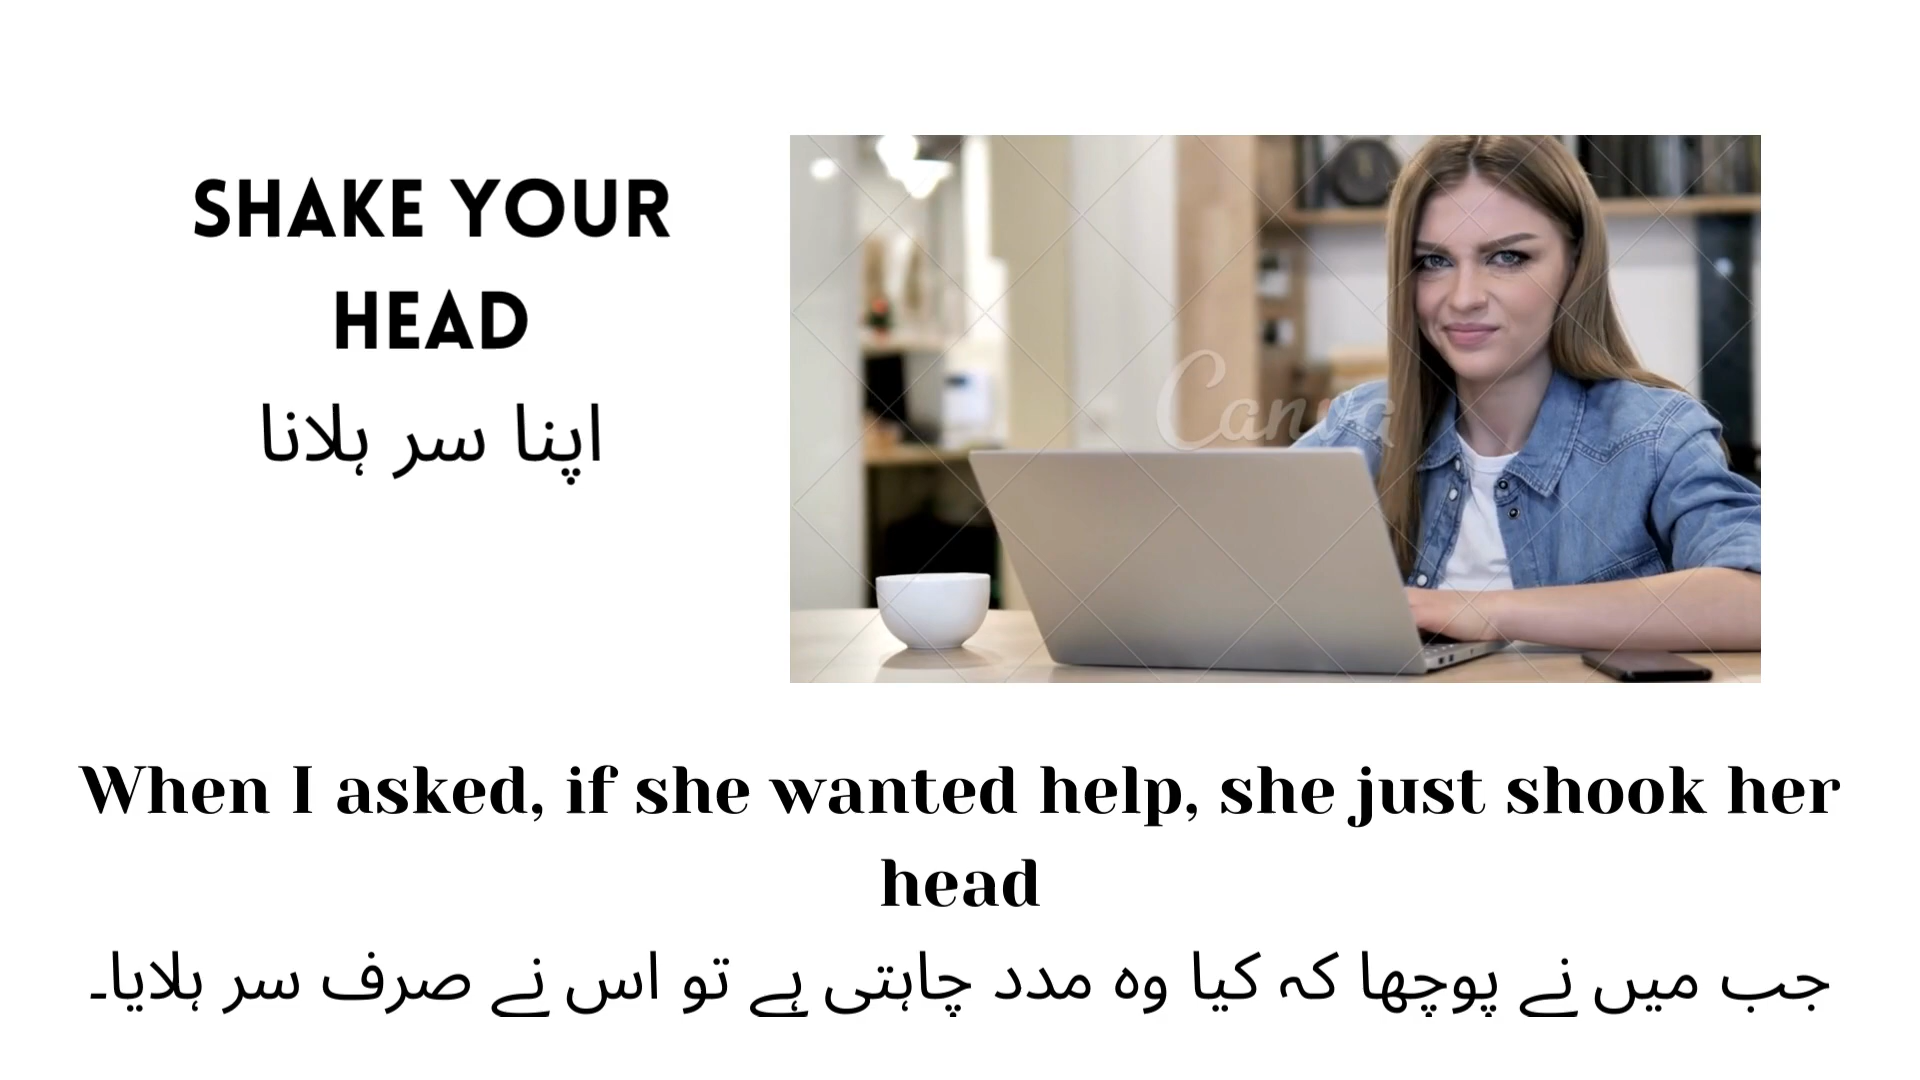 SHAKE YOUR
HEAD
اپنا سر ہلانا
Canva
When I asked, if she wanted help, she just shook her
head
جب میں نے پوچھا کہ کیا وہ مدد چاہتی ہے تو اس نے صرف سر ہلایا۔